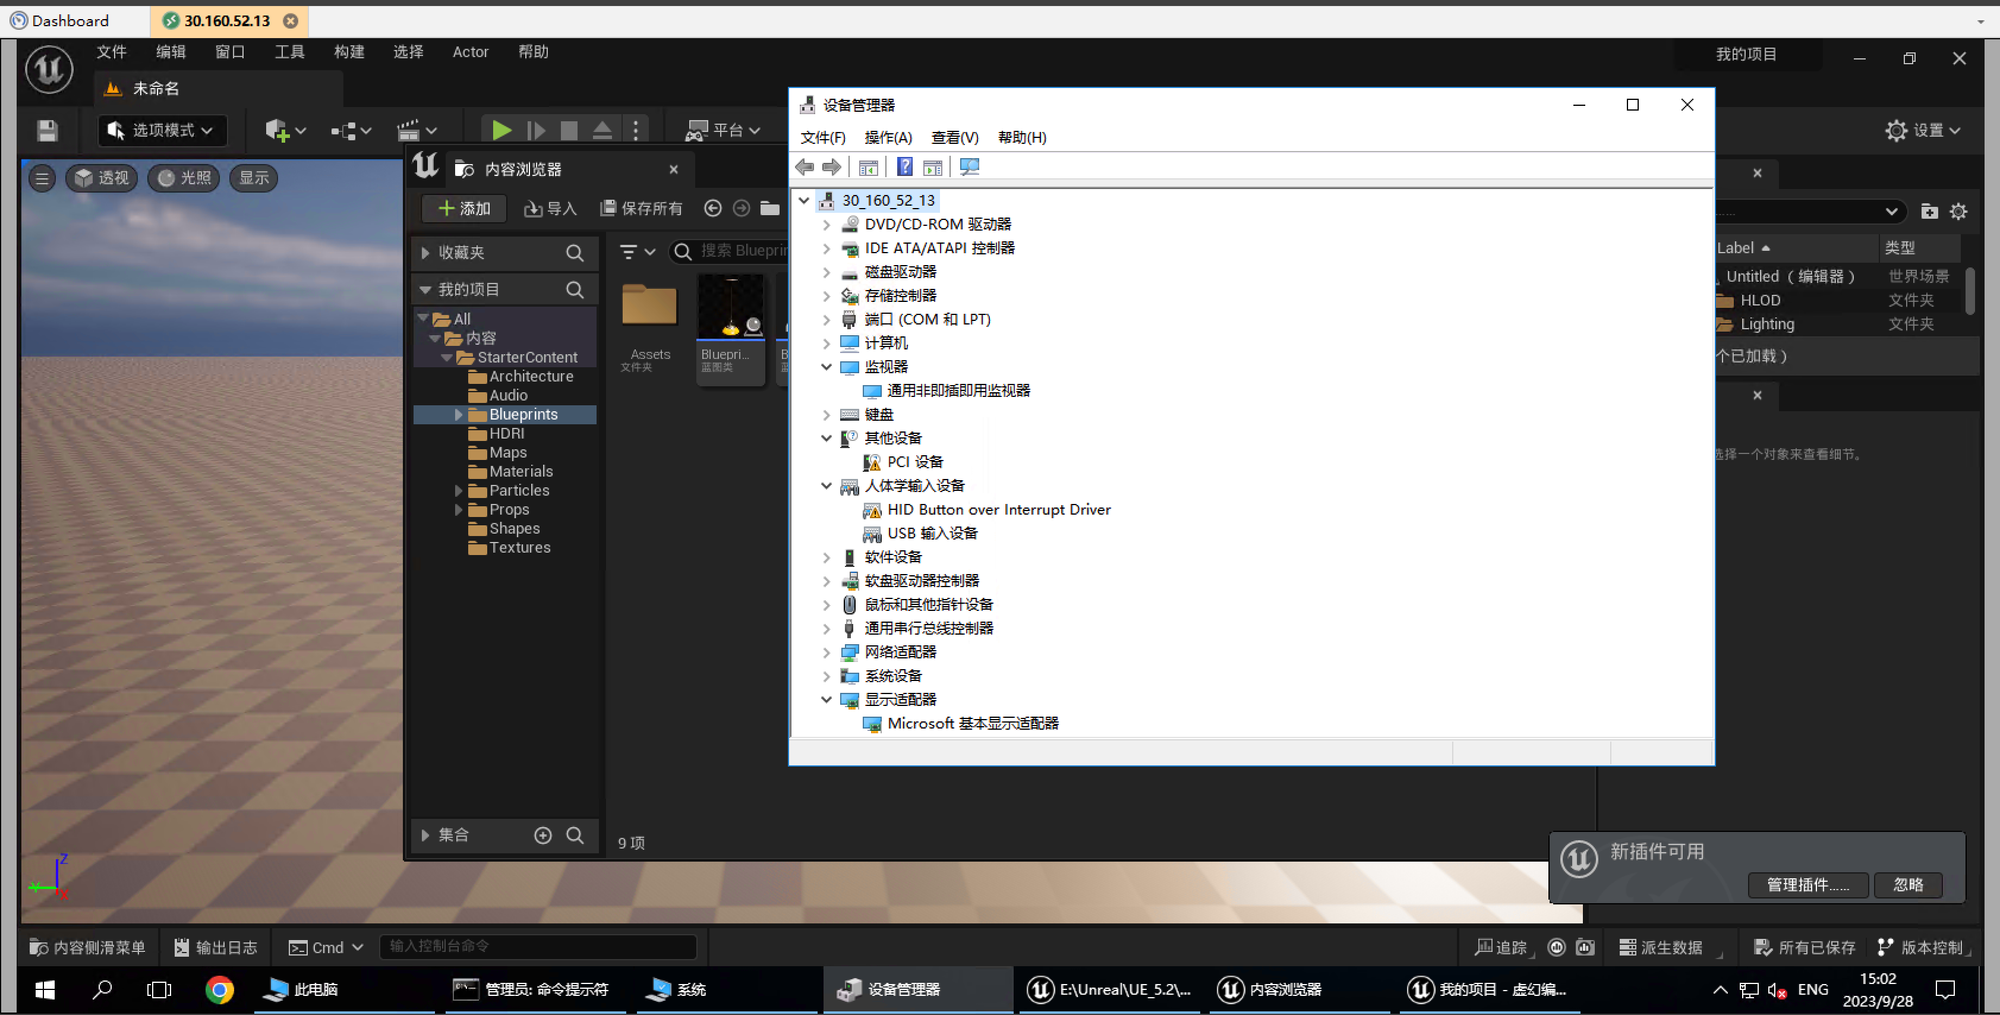 Dashboard
30.160.52.13
文件 编辑 窗口 工具 构建 选择 Actor 帮助
我的项目
未命名
选项模式
平台
设置
透视
光照
显示
内容浏览器
添加
导入
保存所有
收藏夹
搜索 Blueprin
我的项目
All
内容
StarterContent
Architecture
Audio
Blueprints
HDRI
Maps
Materials
Particles
Props
Shapes
Textures
Assets
文件夹
Bluepri...
蓝图类
集合
9 项
设备管理器
文件(F) 操作(A) 查看(V) 帮助(H)
30_160_52_13
DVD/CD-ROM 驱动器
IDE ATA/ATAPI 控制器
磁盘驱动器
存储控制器
端口 (COM 和 LPT)
计算机
监视器
通用非即插即用监视器
键盘
其他设备
PCI 设备
人体学输入设备
HID Button over Interrupt Driver
USB 输入设备
软件设备
软盘驱动器控制器
鼠标和其他指针设备
通用串行总线控制器
网络适配器
系统设备
显示适配器
Microsoft 基本显示适配器
Label 类型
Untitled（编辑器） 世界场景
HLOD 文件夹
Lighting 文件夹
个已加载）
选择一个对象来查看细节。
新插件可用
管理插件......
忽略
内容侧滑菜单
输出日志
Cmd
输入控制台命令
追踪
派生数据
所有已保存
版本控制
此电脑
管理员: 命令提示符
系统
设备管理器
E:\Unreal\UE_5.2\...
内容浏览器
我的项目 - 虚幻编...
ENG
15:02
2023/9/28